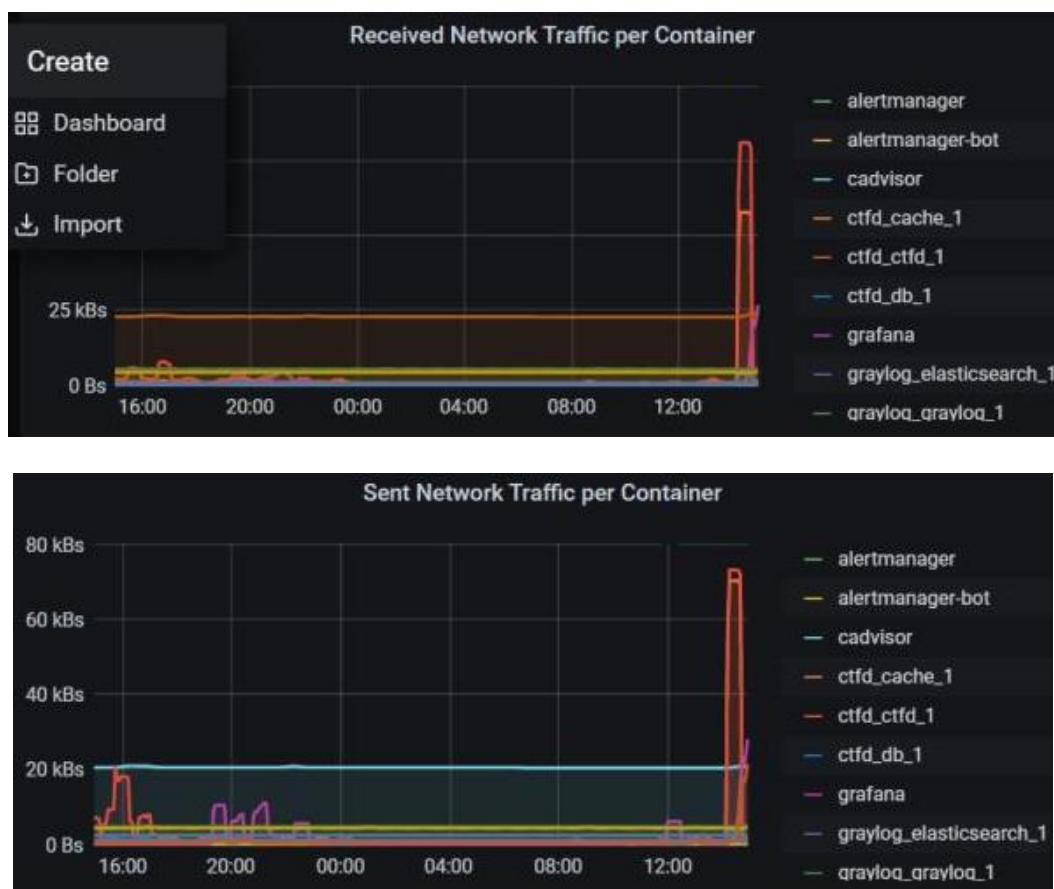 Received Network Traffic per Container
Create
Dashboard
Folder
Import
25 kBs
0 Bs
16:00 20:00 00:00 04:00 08:00 12:00
alertmanager
alertmanager-bot
cadvisor
ctfd_cache_1
ctfd_ctfd_1
ctfd_db_1
grafana
graylog_elasticsearch_1
graylog_graylog_1
Sent Network Traffic per Container
80 kBs
60 kBs
40 kBs
20 kBs
0 Bs
16:00 20:00 00:00 04:00 08:00 12:00
alertmanager
alertmanager-bot
cadvisor
ctfd_cache_1
ctfd_ctfd_1
ctfd_db_1
grafana
graylog_elasticsearch_1
graylog_graylog_1